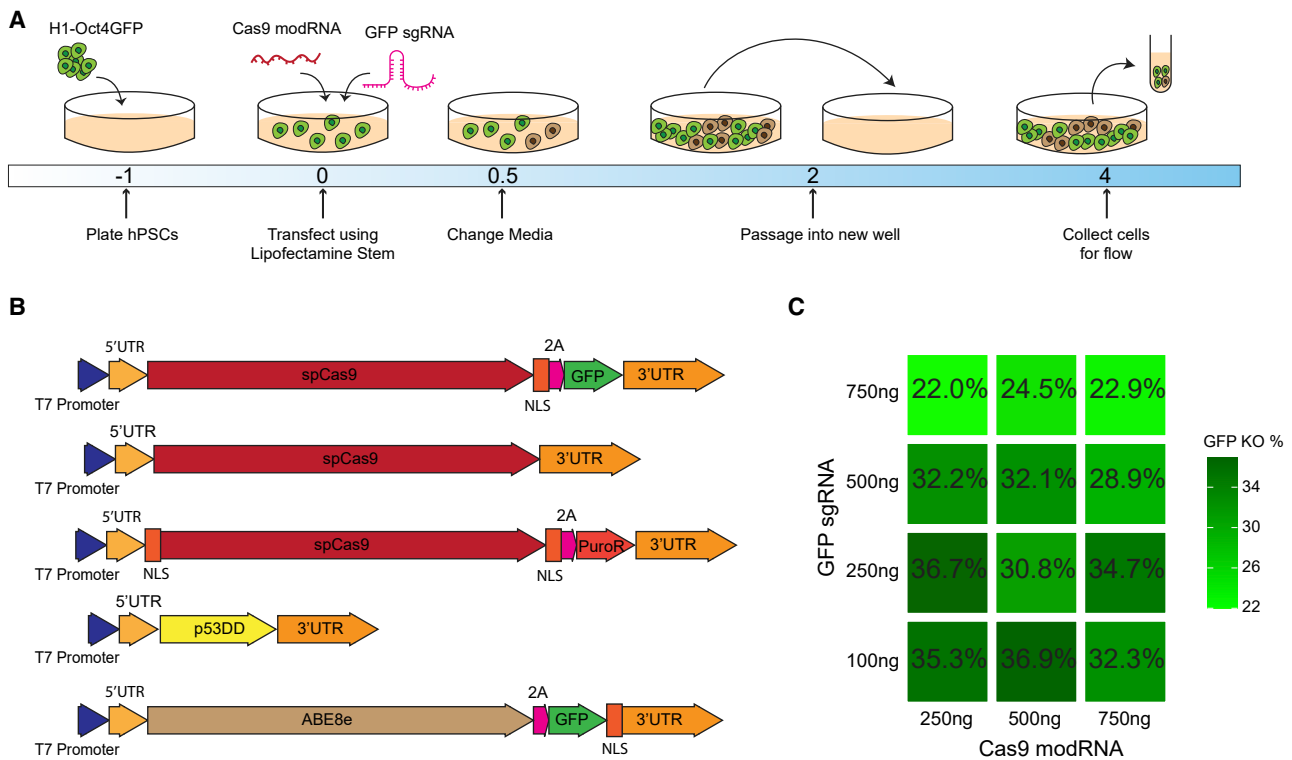 A
H1-Oct4GFP
Cas9 modRNA
GFP sgRNA
-1
0
0.5
2
4
Plate hPSCs
Transfect using
Lipofectamine Stem
Change Media
Passage into new well
Collect cells
for flow
B
5'UTR
2A
spCas9
GFP
3'UTR
T7 Promoter
NLS
5'UTR
spCas9
3'UTR
T7 Promoter
5'UTR
2A
spCas9
PuroR
3'UTR
T7 Promoter
NLS
NLS
5'UTR
p53DD
3'UTR
T7 Promoter
5'UTR
2A
ABE8e
GFP
3'UTR
T7 Promoter
NLS
C
GFP sgRNA
750ng
22.0%
24.5%
22.9%
500ng
32.2%
32.1%
28.9%
250ng
36.7%
30.8%
34.7%
100ng
35.3%
36.9%
32.3%
250ng
500ng
750ng
Cas9 modRNA
GFP KO %
34
30
26
22